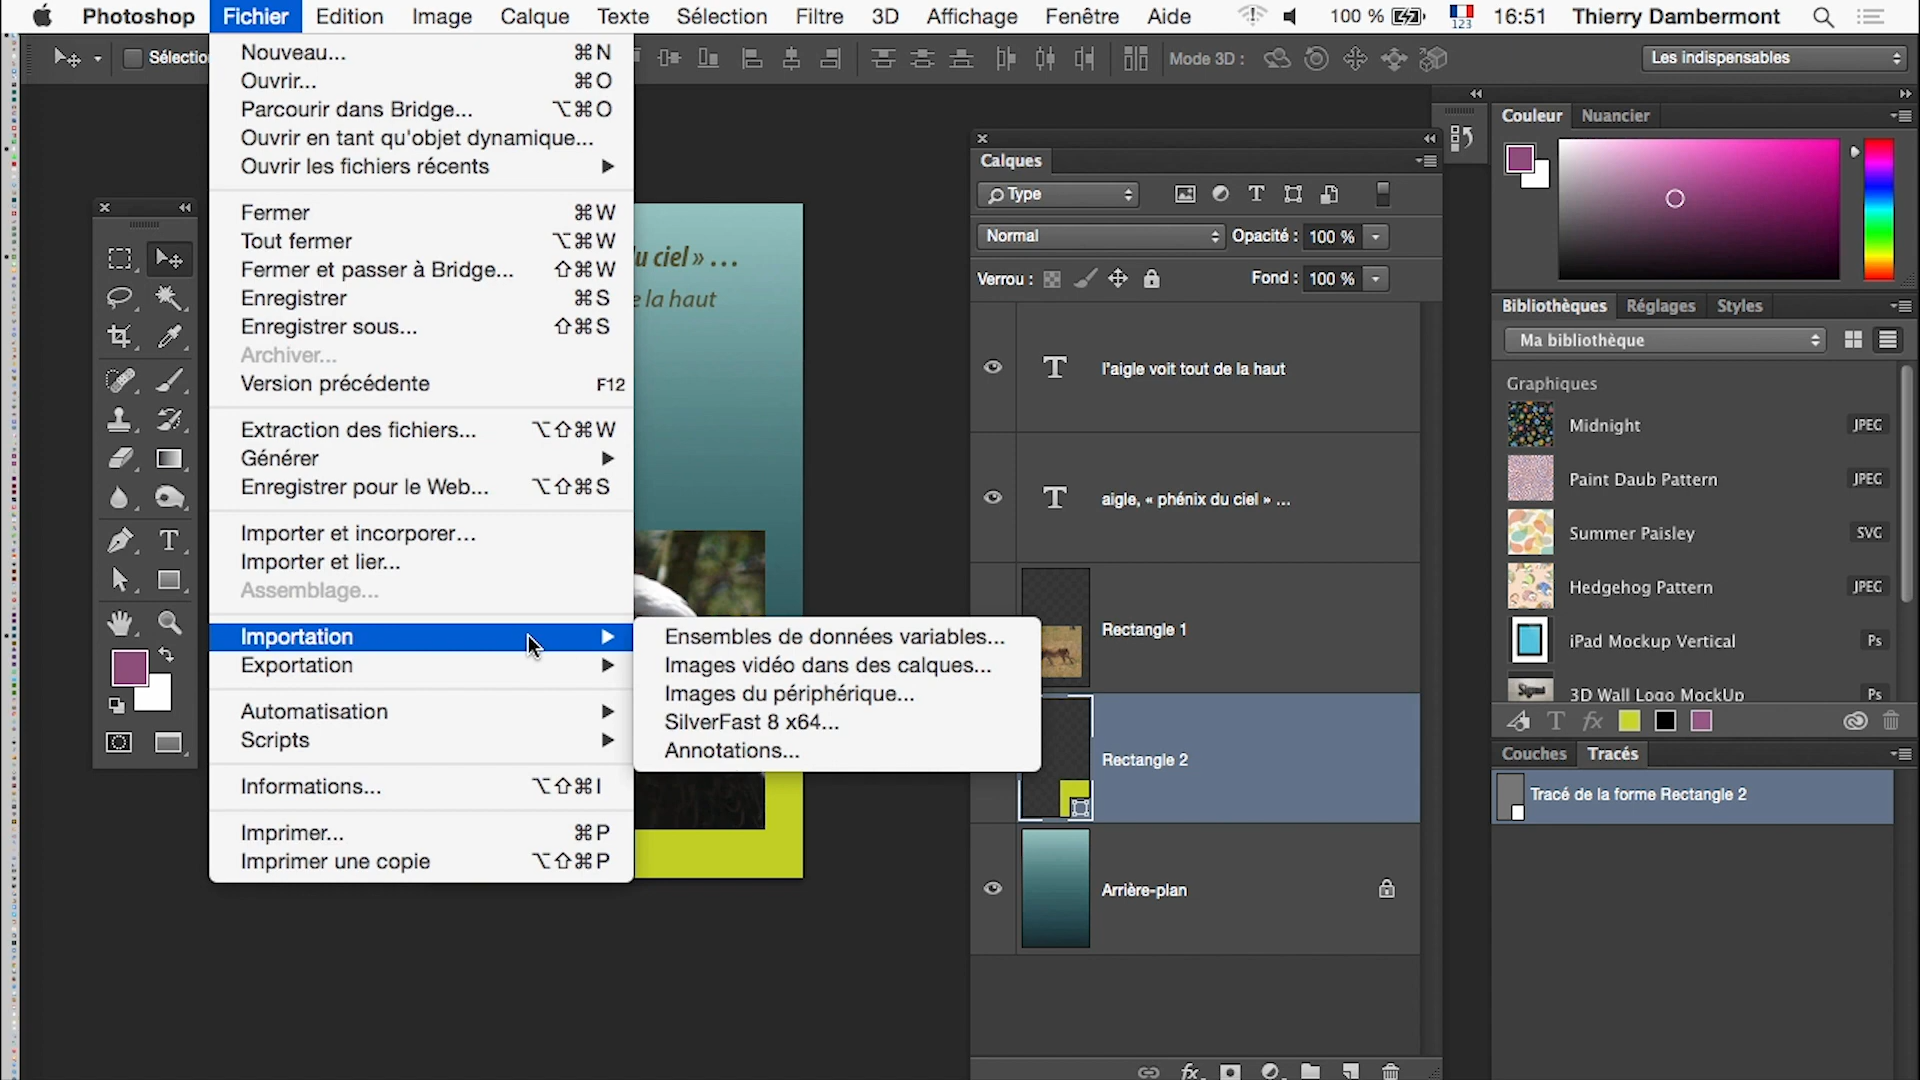 Photoshop Fichier Edition Image Calque Texte Sélection Filtre 3D Affichage Fenêtre Aide 100 % 123 16:51 Thierry Dambermont
Sélectio
Mode 3D :
Les indispensables
Nouveau... ⌘N
Ouvrir... ⌘O
Parcourir dans Bridge... ⌥⌘O
Ouvrir en tant qu'objet dynamique...
Ouvrir les fichiers récents
Fermer ⌘W
Tout fermer ⌥⌘W
Fermer et passer à Bridge... ⇧⌘W
Enregistrer ⌘S
Enregistrer sous... ⇧⌘S
Archiver...
Version précédente F12
Extraction des fichiers... ⌥⇧⌘W
Générer
Enregistrer pour le Web... ⌥⇧⌘S
Importer et incorporer...
Importer et lier...
Assemblage...
Importation
Exportation
Automatisation
Scripts
Informations... ⌥⇧⌘I
Imprimer... ⌘P
Imprimer une copie ⌥⇧⌘P
Ensembles de données variables...
Images vidéo dans des calques...
Images du périphérique...
SilverFast 8 x64...
Annotations...
u ciel » ...
e la haut
Calques
Type
Normal Opacité : 100 %
Verrou : Fond : 100 %
l'aigle voit tout de la haut
aigle, « phénix du ciel » ...
Rectangle 1
Rectangle 2
Arrière-plan
Couleur Nuancier
Bibliothèques Réglages Styles
Ma bibliothèque
Graphiques
Midnight JPEG
Paint Daub Pattern JPEG
Summer Paisley SVG
Hedgehog Pattern JPEG
iPad Mockup Vertical Ps
3D Wall Logo MockUp Ps
Couches Tracés
Tracé de la forme Rectangle 2